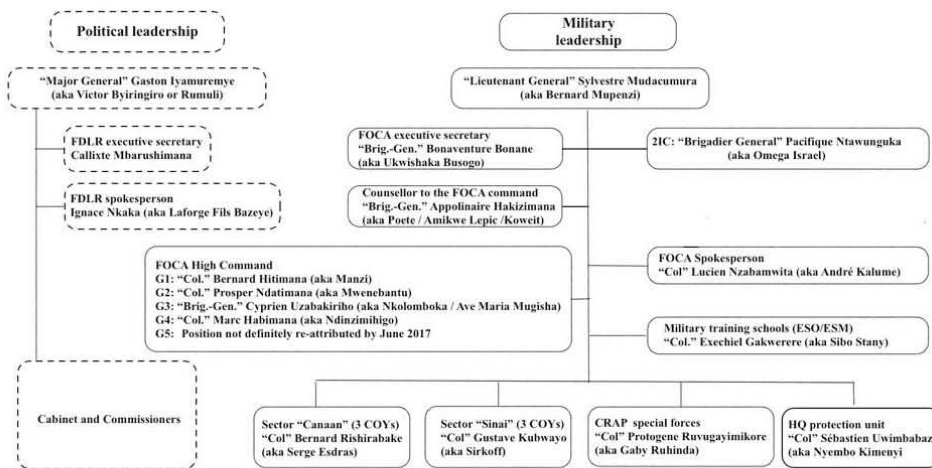 Political leadership
Military
leadership
“Major General” Gaston Iyamuremye
(aka Victor Byiringiro or Rumuli)
“Lieutenant General” Sylvestre Mudacumura
(aka Bernard Mupenzi)
FDLR executive secretary
Callixte Mbarushimana
FOCA executive secretary
“Brig.-Gen.” Bonaventure Bonane
(aka Ukwishaka Busogo)
2IC: “Brigadier General” Pacifique Ntawunguka
(aka Omega Israel)
FDLR spokesperson
Ignace Nkaka (aka Laforge Fils Bazeye)
Counsellor to the FOCA command
“Brig.-Gen.” Appolinaire Hakizimana
(aka Poete / Amikwe Lepic /Koweit)
FOCA High Command
G1: “Col.” Bernard Hitimana (aka Manzi)
G2: “Col.” Prosper Ndatimana (aka Mwenebantu)
G3: “Brig.-Gen.” Cyprien Uzabakiriho (aka Nkolomboka / Ave Maria Mugisha)
G4: “Col.” Marc Habimana (aka Ndinzimihigo)
G5: Position not definitely re-attributed by June 2017
FOCA Spokesperson
“Col” Lucien Nzabamwita (aka André Kalume)
Military training schools (ESO/ESM)
“Col.” Exechiel Gakwerere (aka Sibo Stany)
Cabinet and Commissioners
Sector “Canaan” (3 COYs)
“Col” Bernard Rishirabake
(aka Serge Esdras)
Sector “Sinai” (3 COYs)
“Col” Gustave Kubwayo
(aka Sirkoff)
CRAP special forces
“Col” Protogene Ruvugayimikore
(aka Gaby Ruhinda)
HQ protection unit
“Col” Sébastien Uwimbabaz
(aka Nyembo Kimenyi)